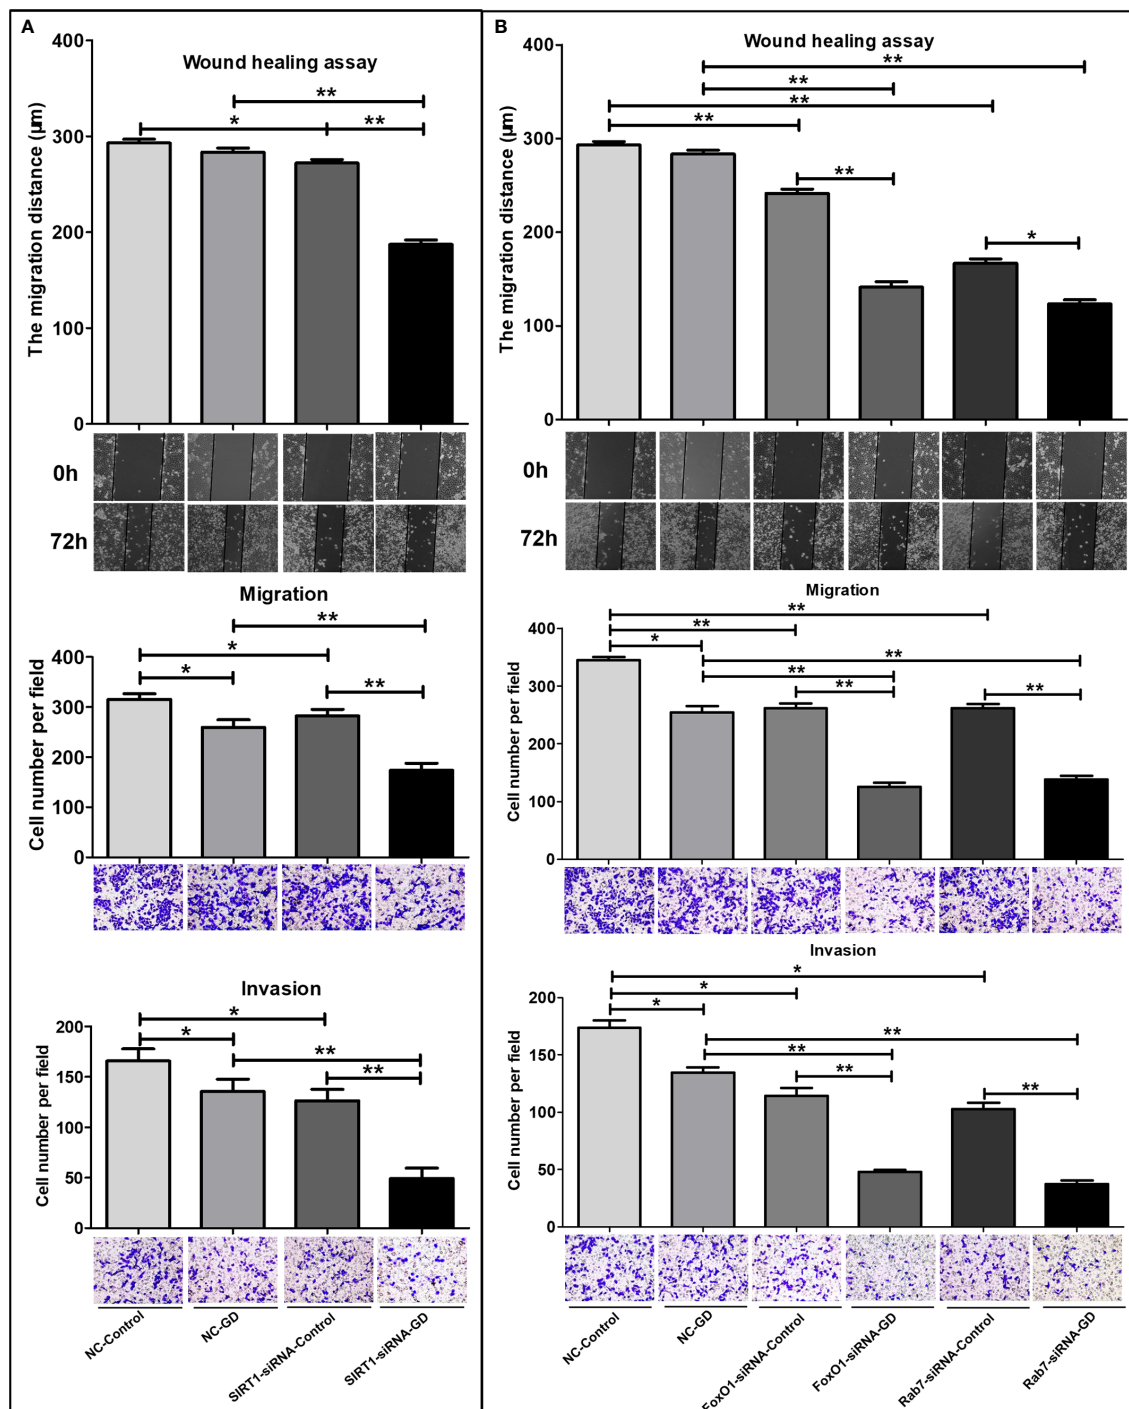 A
Wound healing assay
The migration distance (µm)
400
300
200
100
0
**
*
**
0h
72h
Migration
Cell number per field
400
300
200
100
0
**
*
*
**
Invasion
Cell number per field
200
150
100
50
0
*
*
**
**
NC-Control
NC-GD
SIRT1-siRNA-Control
SIRT1-siRNA-GD
B
Wound healing assay
The migration distance (µm)
400
300
200
100
0
**
**
**
**
**
*
0h
72h
Migration
Cell number per field
400
300
200
100
0
**
**
*
**
**
**
**
Invasion
Cell number per field
200
150
100
50
0
*
*
*
**
**
**
**
NC-Control
NC-GD
FoxO1-siRNA-Control
FoxO1-siRNA-GD
Rab7-siRNA-Control
Rab7-siRNA-GD